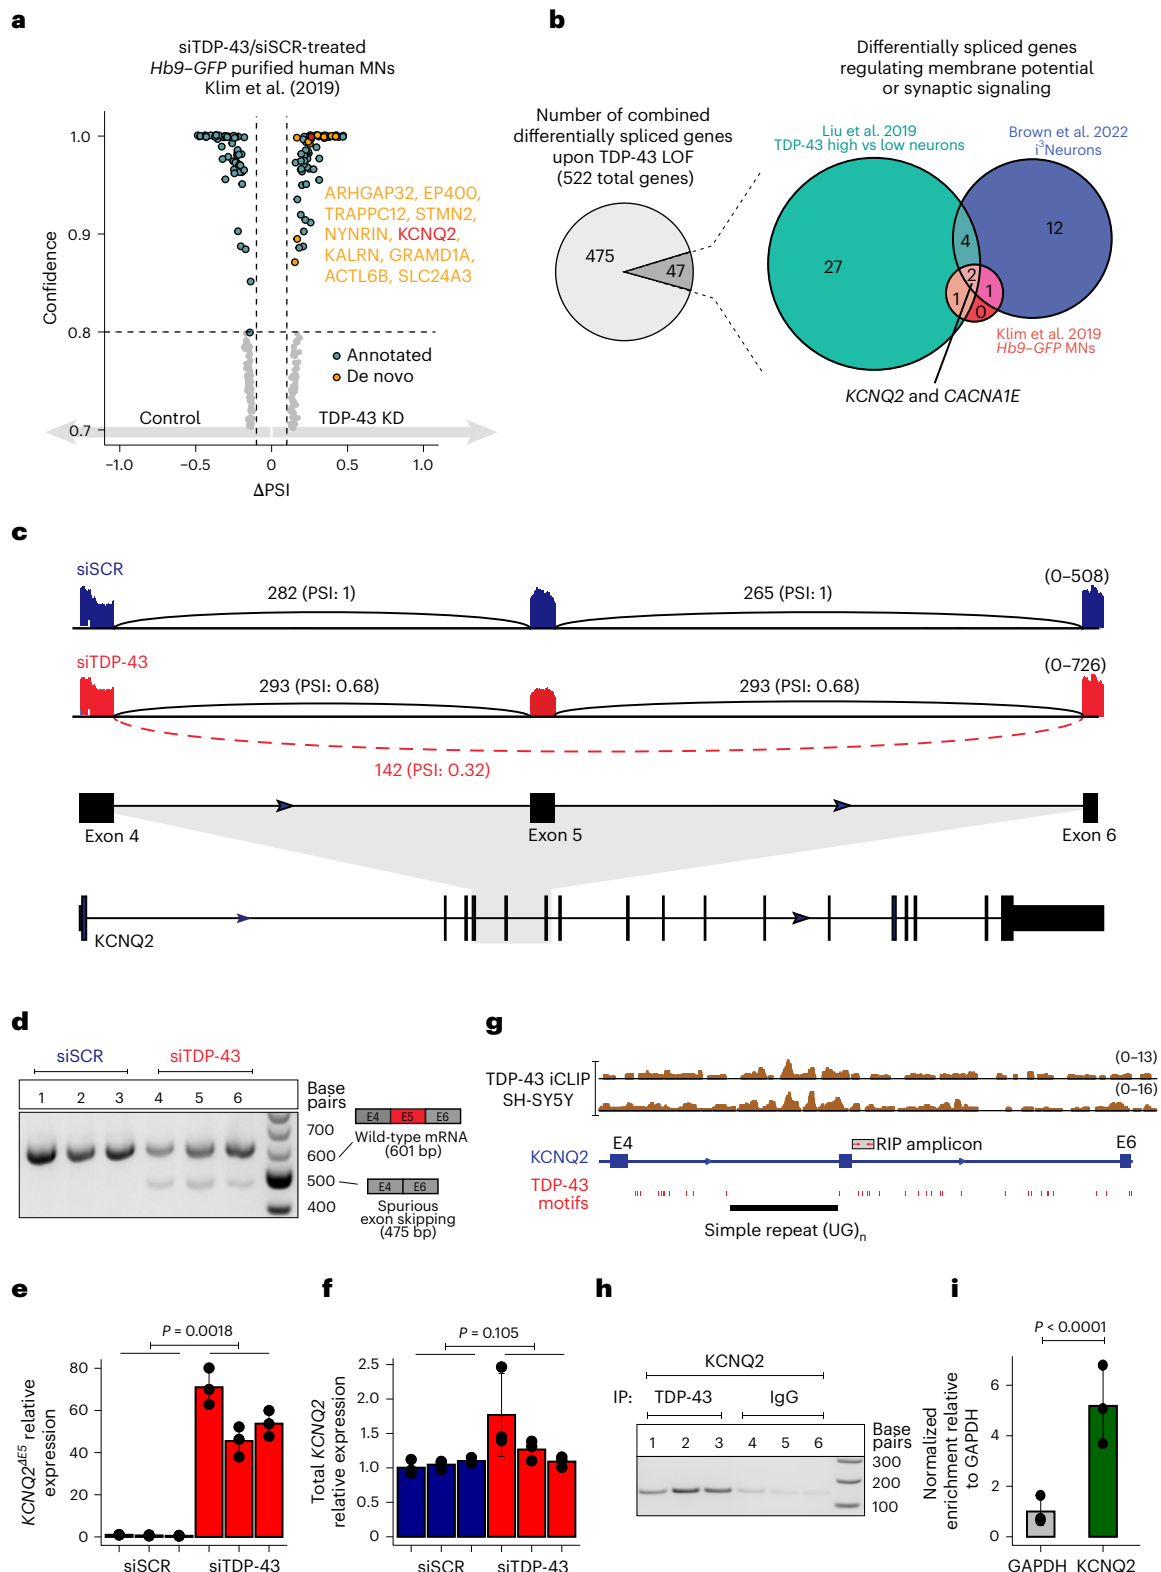 a
siTDP-43/siSCR-treated
Hb9–GFP purified human MNs
Klim et al. (2019)
Confidence
1.0
0.9
0.8
0.7
ARHGAP32, EP400,
TRAPPC12, STMN2,
NYNRIN, KCNQ2,
KALRN, GRAMD1A,
ACTL6B, SLC24A3
Annotated
De novo
Control
TDP-43 KD
−1.0
−0.5
0
0.5
1.0
ΔPSI
b
Differentially spliced genes
regulating membrane potential
or synaptic signaling
Number of combined
differentially spliced genes
upon TDP-43 LOF
(522 total genes)
475
47
Liu et al. 2019
TDP-43 high vs low neurons
Brown et al. 2022
i3Neurons
27
4
12
2
1
1
0
Klim et al. 2019
Hb9–GFP MNs
KCNQ2 and CACNA1E
c
siSCR
282 (PSI: 1)
265 (PSI: 1)
(0–508)
siTDP-43
293 (PSI: 0.68)
293 (PSI: 0.68)
(0–726)
142 (PSI: 0.32)
Exon 4
Exon 5
Exon 6
KCNQ2
d
siSCR
siTDP-43
1 2 3 4 5 6
Base
pairs
700
600
500
400
E4 E5 E6
Wild-type mRNA
(601 bp)
E4 E6
Spurious
exon skipping
(475 bp)
g
TDP-43 iCLIP
SH-SY5Y
(0–13)
(0–16)
E4
E6
RIP amplicon
KCNQ2
TDP-43
motifs
Simple repeat (UG)n
e
P = 0.0018
KCNQ2ΔE5 relative
expression
80
60
40
20
0
siSCR
siTDP-43
f
P = 0.105
Total KCNQ2
relative expression
2.5
2.0
1.5
1.0
0.5
0
siSCR
siTDP-43
h
KCNQ2
IP:
TDP-43
IgG
1 2 3 4 5 6
Base
pairs
300
200
100
i
P < 0.0001
Normalized
enrichment relative
to GAPDH
6
4
2
0
GAPDH
KCNQ2